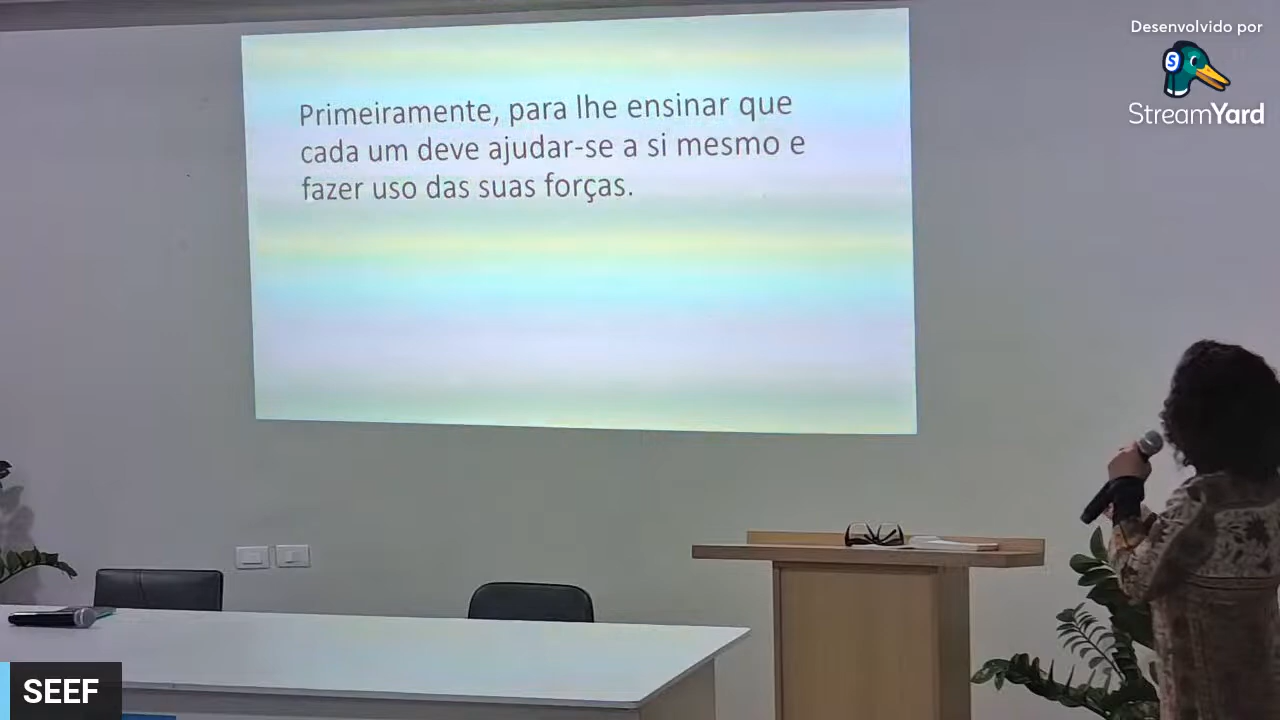 Desenvolvido por
StreamYard
Primeiramente, para lhe ensinar que
cada um deve ajudar-se a si mesmo e
fazer uso das suas forças.
SEEF